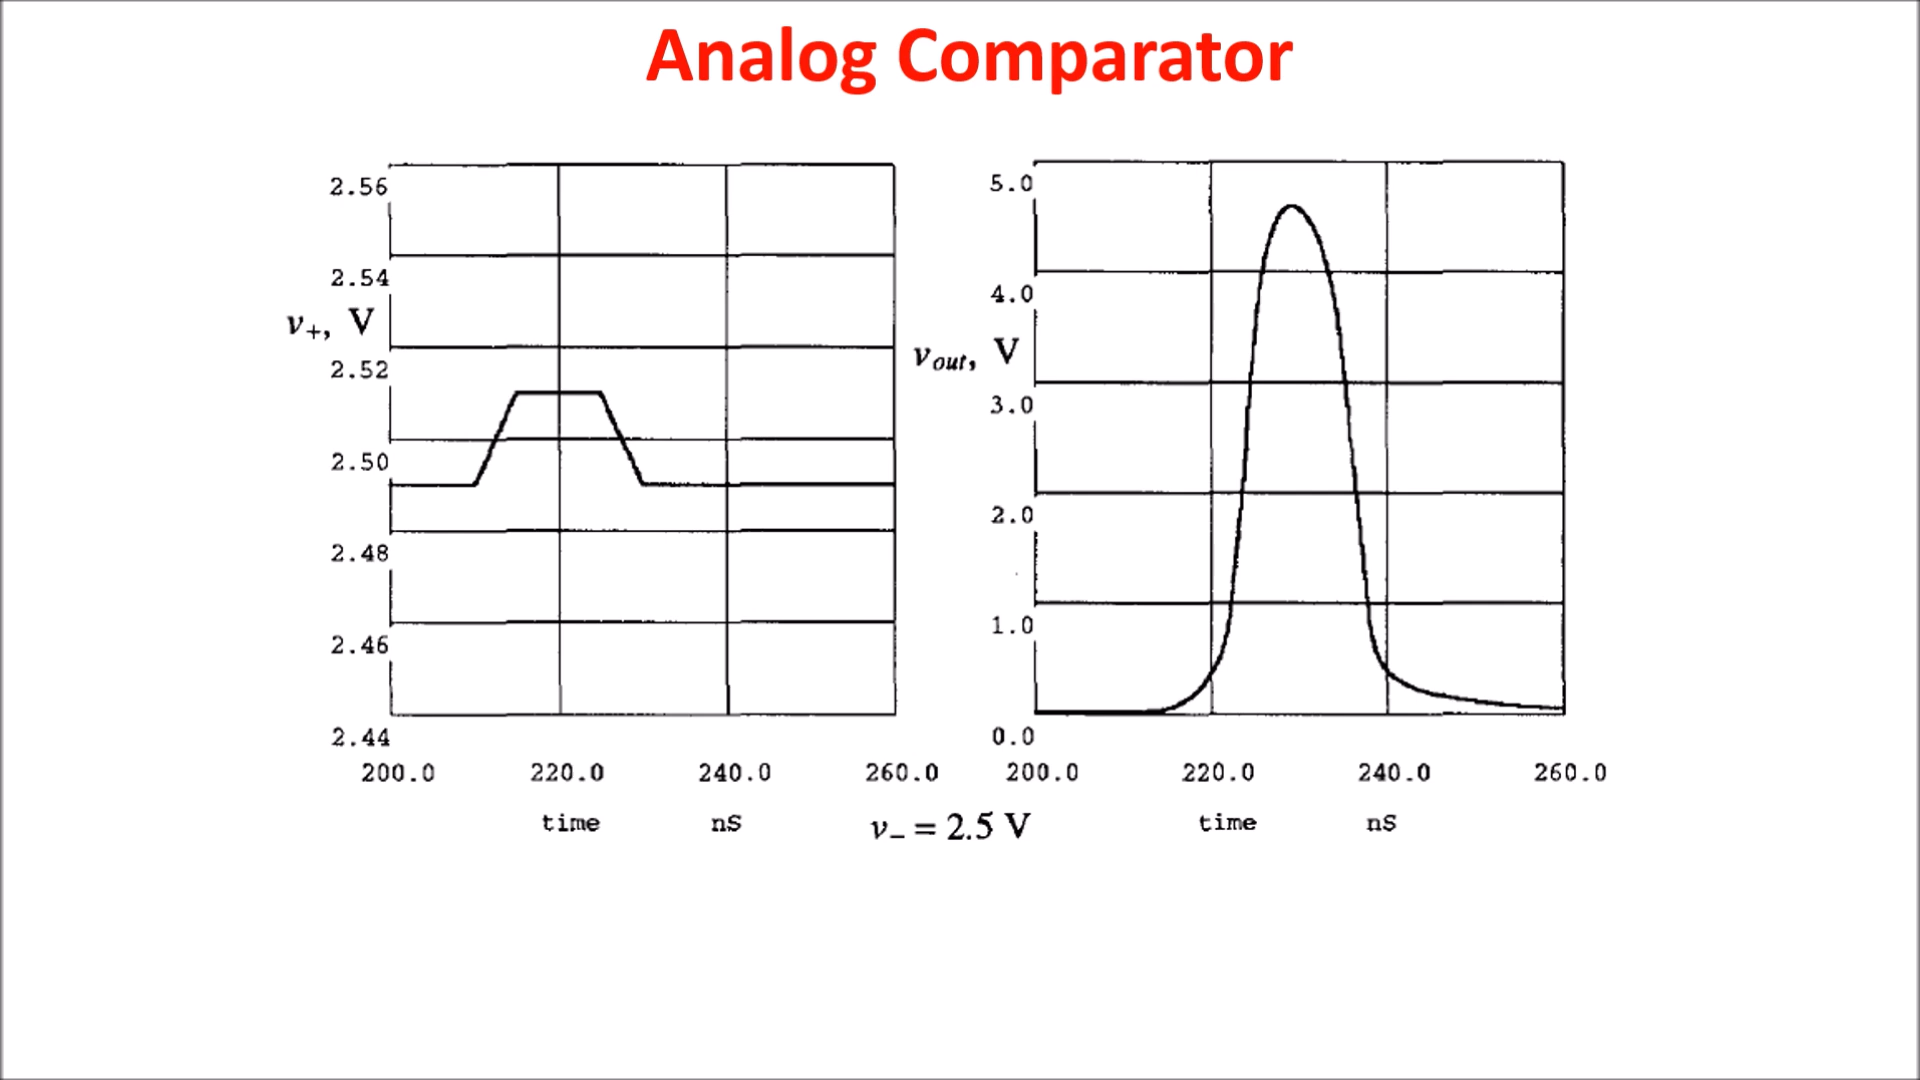 Analog Comparator
2.56
2.54
v+, V
2.52
2.50
2.48
2.46
2.44
200.0 220.0 240.0 260.0
time nS
5.0
4.0
vout, V
3.0
2.0
1.0
0.0
200.0 220.0 240.0 260.0
time nS
v− = 2.5 V